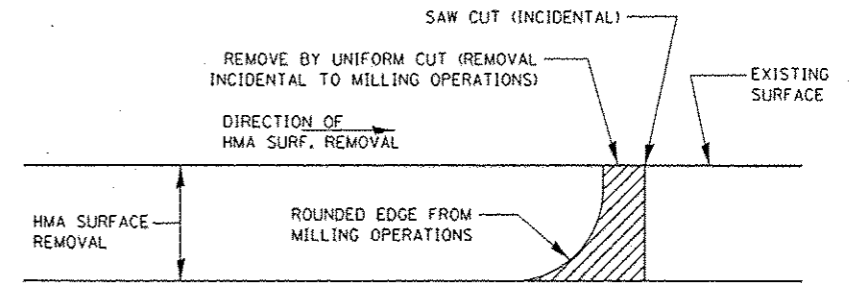 SAW CUT (INCIDENTAL)
REMOVE BY UNIFORM CUT (REMOVAL
INCIDENTAL TO MILLING OPERATIONS)
EXISTING
SURFACE
DIRECTION OF
HMA SURF. REMOVAL
HMA SURFACE
REMOVAL
ROUNDED EDGE FROM
MILLING OPERATIONS